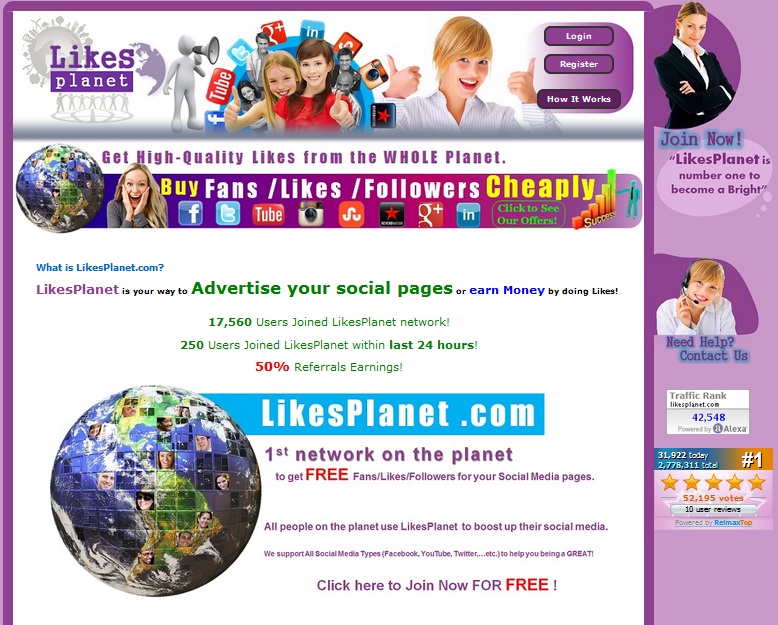 Likes
planet
Tube
f
in
g+
Login
Register
How It Works
Join Now!
"LikesPlanet is
number one to
become a Bright"
Get High-Quality Likes from the WHOLE Planet.
Buy Fans /Likes /Followers Cheaply
f
Tube
REVERBNATION
g+
in
Click to See
Our Offers!
Success
What is LikesPlanet.com?
LikesPlanet is your way to Advertise your social pages or earn Money by doing Likes!
17,560 Users Joined LikesPlanet network!
250 Users Joined LikesPlanet within last 24 hours!
50% Referrals Earnings!
Need Help?
Contact Us
LikesPlanet .com
1st network on the planet
to get FREE Fans/Likes/Followers for your Social Media pages.
All people on the planet use LikesPlanet to boost up their social media.
We support All Social Media Types (Facebook, YouTube, Twitter,...etc.) to help you being a GREAT!
Click here to Join Now FOR FREE !
Traffic Rank
likesplanet.com
42,548
Powered by Alexa
31,922 today
2,778,311 total
#1
52,195 votes
10 user reviews
Powered by ReimaxTop